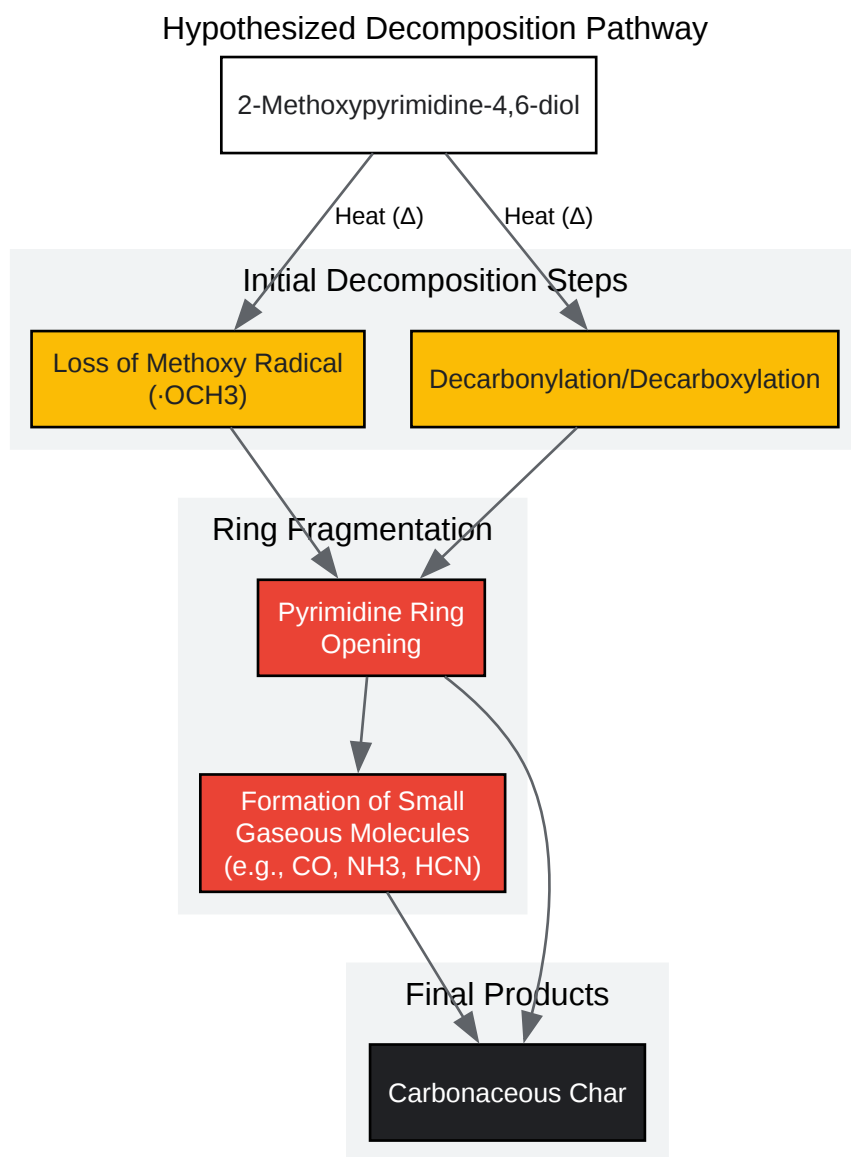 Hypothesized Decomposition Pathway
2-Methoxypyrimidine-4,6-diol
Heat (Δ)
Heat (Δ)
Initial Decomposition Steps
Loss of Methoxy Radical
(·OCH3)
Decarbonylation/Decarboxylation
Ring Fragmentation
Pyrimidine Ring
Opening
Formation of Small
Gaseous Molecules
(e.g., CO, NH3, HCN)
Final Products
Carbonaceous Char